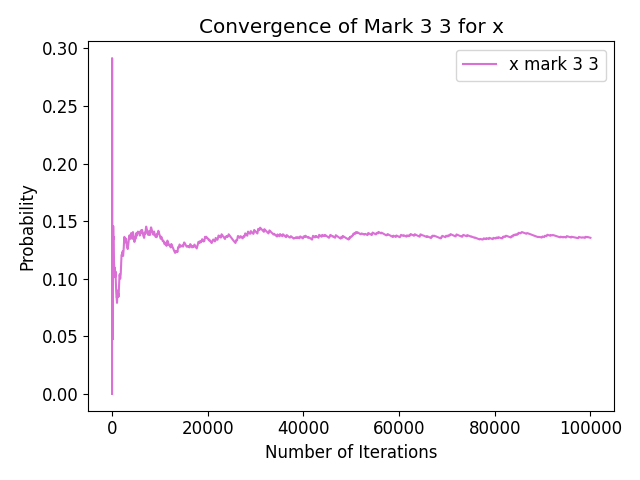 Convergence of Mark 3 3 for x
x mark 3 3
0.30
0.25
0.20
0.15
0.10
0.05
0.00
Probability
0 20000 40000 60000 80000 100000
Number of Iterations